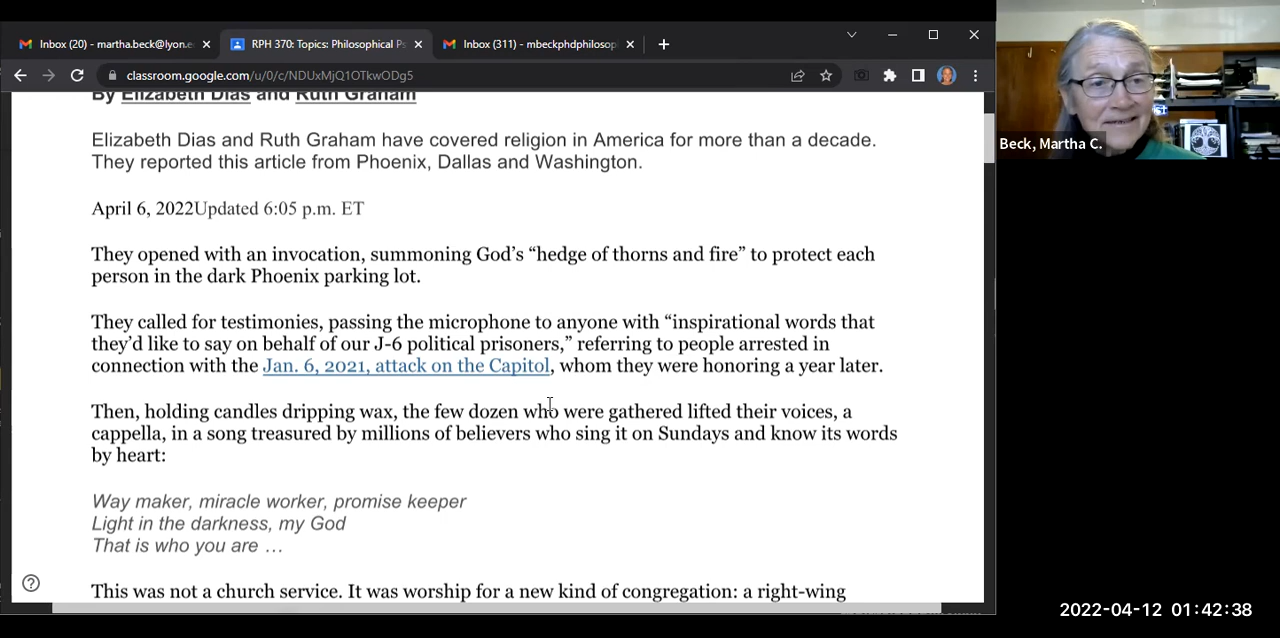 Inbox (20) - martha.beck@lyon.e
RPH 370: Topics: Philosophical Ps
Inbox (311) - mbeckphdphilosop
classroom.google.com/u/0/c/NDUxMjQ1OTkwODg5
By Elizabeth Dias and Ruth Graham
Elizabeth Dias and Ruth Graham have covered religion in America for more than a decade.
They reported this article from Phoenix, Dallas and Washington.
April 6, 2022Updated 6:05 p.m. ET
They opened with an invocation, summoning God’s “hedge of thorns and fire” to protect each
person in the dark Phoenix parking lot.
They called for testimonies, passing the microphone to anyone with “inspirational words that
they’d like to say on behalf of our J-6 political prisoners,” referring to people arrested in
connection with the Jan. 6, 2021, attack on the Capitol, whom they were honoring a year later.
Then, holding candles dripping wax, the few dozen who were gathered lifted their voices, a
cappella, in a song treasured by millions of believers who sing it on Sundays and know its words
by heart:
Way maker, miracle worker, promise keeper
Light in the darkness, my God
That is who you are …
This was not a church service. It was worship for a new kind of congregation: a right-wing
Beck, Martha C.
2022-04-12 01:42:38